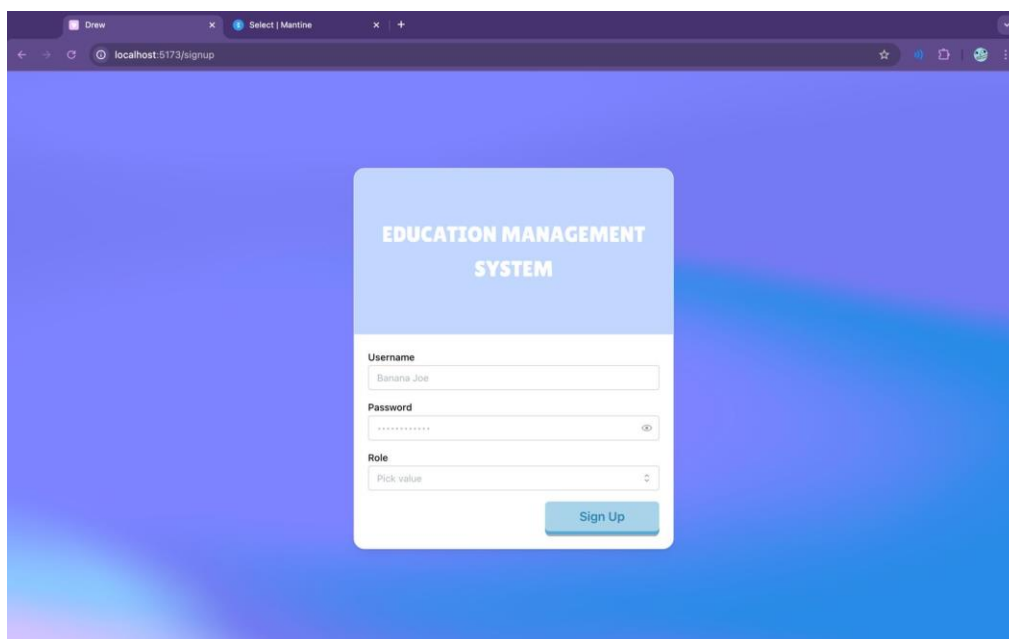 Drew
Select | Mantine
localhost:5173/signup
EDUCATION MANAGEMENT
SYSTEM
Username
Banana Joe
Password
••••••••••••
Role
Pick value
Sign Up